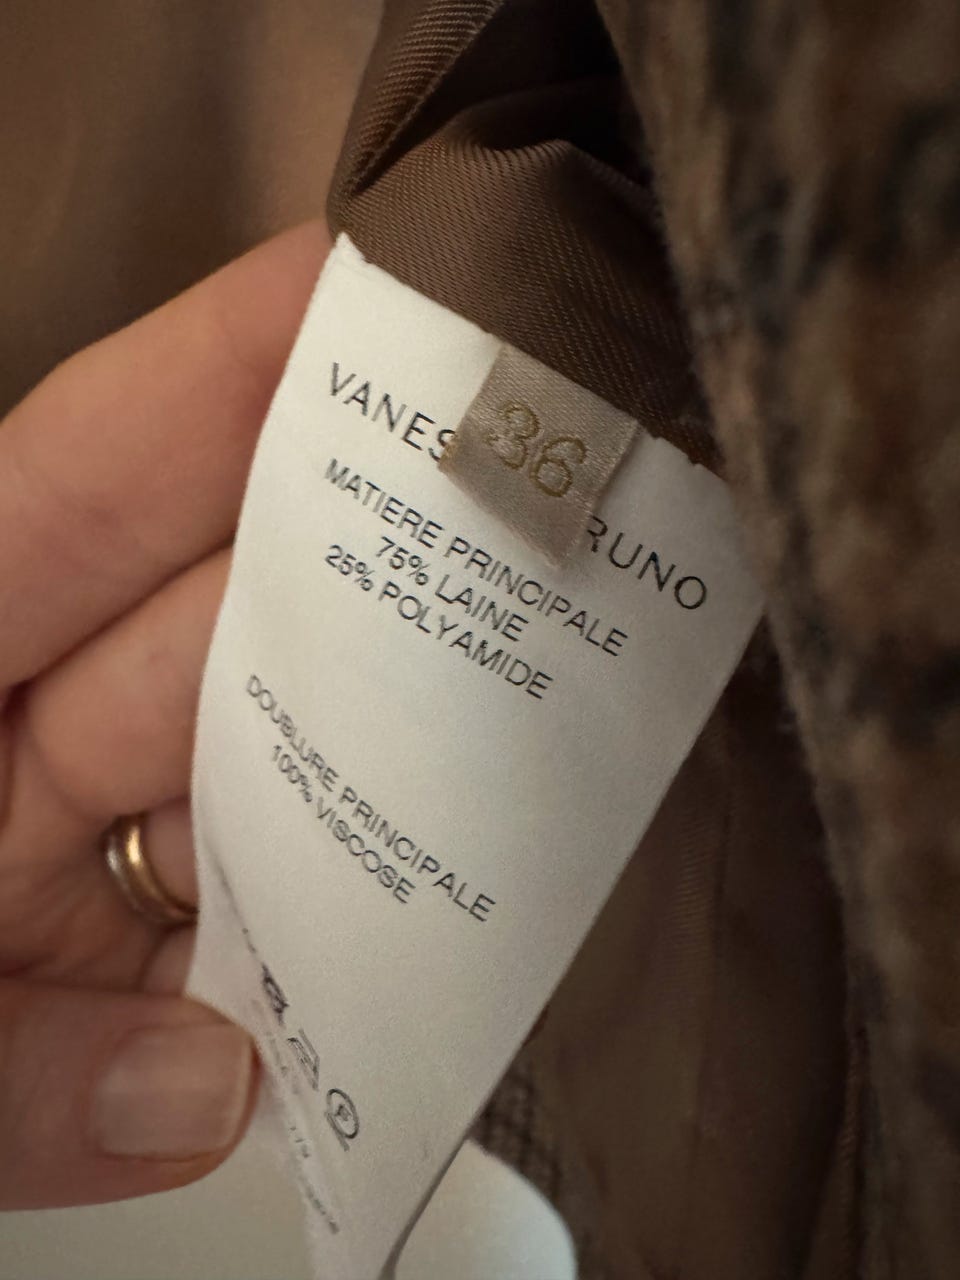 VANES RUNO
36
MATIERE PRINCIPALE
75% LAINE
25% POLYAMIDE
DOUBLURE PRINCIPALE
100% VISCOSE